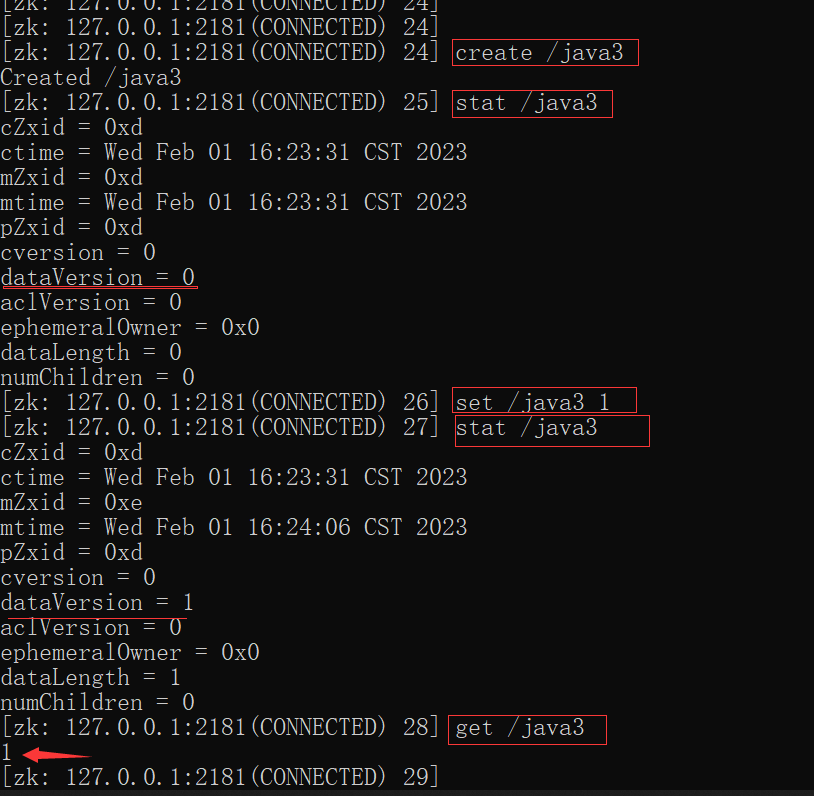 [zk: 127.0.0.1:2181(CONNECTED) 24]
[zk: 127.0.0.1:2181(CONNECTED) 24]
[zk: 127.0.0.1:2181(CONNECTED) 24] create /java3
Created /java3
[zk: 127.0.0.1:2181(CONNECTED) 25] stat /java3
cZxid = 0xd
ctime = Wed Feb 01 16:23:31 CST 2023
mZxid = 0xd
mtime = Wed Feb 01 16:23:31 CST 2023
pZxid = 0xd
cversion = 0
dataVersion = 0
aclVersion = 0
ephemeralOwner = 0x0
dataLength = 0
numChildren = 0
[zk: 127.0.0.1:2181(CONNECTED) 26] set /java3 1
[zk: 127.0.0.1:2181(CONNECTED) 27] stat /java3
cZxid = 0xd
ctime = Wed Feb 01 16:23:31 CST 2023
mZxid = 0xe
mtime = Wed Feb 01 16:24:06 CST 2023
pZxid = 0xd
cversion = 0
dataVersion = 1
aclVersion = 0
ephemeralOwner = 0x0
dataLength = 1
numChildren = 0
[zk: 127.0.0.1:2181(CONNECTED) 28] get /java3
1
[zk: 127.0.0.1:2181(CONNECTED) 29]